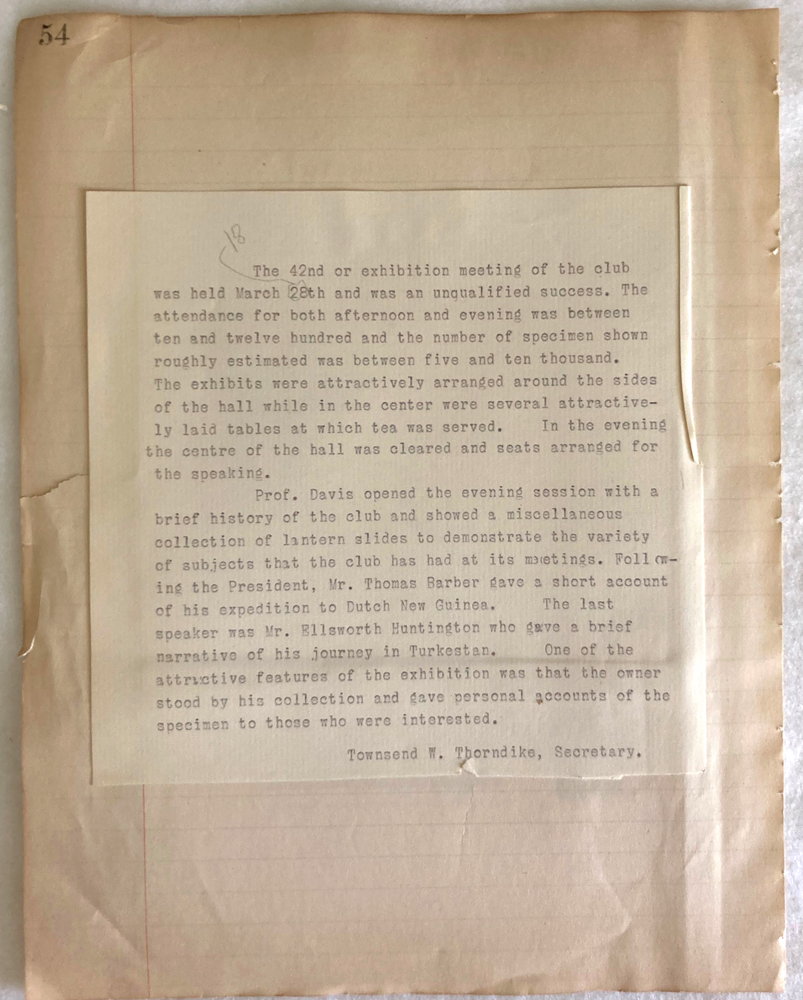 54
18
The 42nd or exhibition meeting of the club
was held March 28th and was an unqualified success. The
attendance for both afternoon and evening was between
ten and twelve hundred and the number of specimen shown
roughly estimated was between five and ten thousand.
The exhibits were attractively arranged around the sides
of the hall while in the center were several attractive-
ly laid tables at which tea was served. In the evening
the centre of the hall was cleared and seats arranged for
the speaking.
Prof. Davis opened the evening session with a
brief history of the club and showed a miscellaneous
collection of lantern slides to demonstrate the variety
of subjects that the club has had at its meetings. Follow-
ing the President, Mr. Thomas Barber gave a short account
of his expedition to Dutch New Guinea. The last
speaker was Mr. Ellsworth Huntington who gave a brief
narrative of his journey in Turkestan. One of the
attractive features of the exhibition was that the owner
stood by his collection and gave personal accounts of the
specimen to those who were interested.
Townsend W. Thorndike, Secretary.